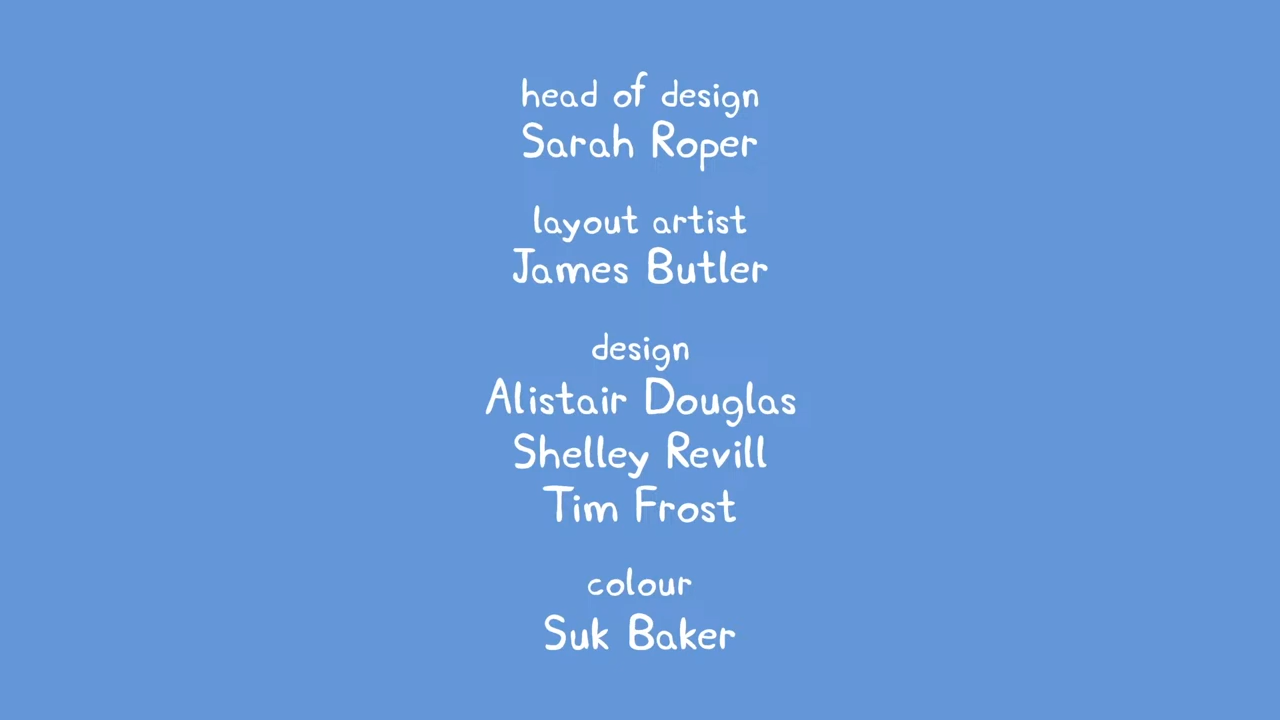 head of design
Sarah Roper
layout artist
James Butler
design
Alistair Douglas
Shelley Revill
Tim Frost
colour
Suk Baker